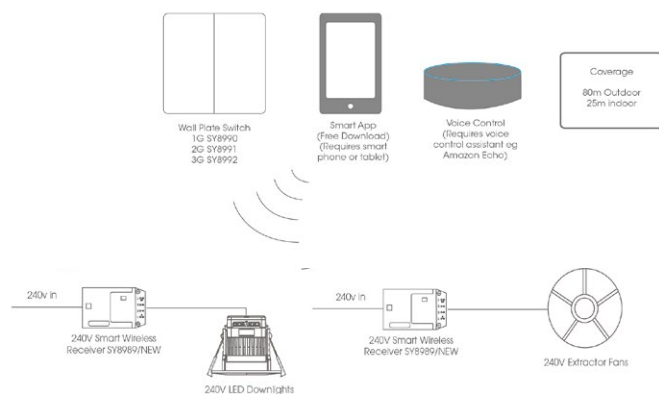 Wall Plate Switch
1G SY8990
2G SY8991
3G SY8992
Smart App
(Free Download)
(Requires smart
phone or tablet)
Voice Control
(Requires voice
control assistant eg
Amazon Echo)
Coverage
80m Outdoor
25m indoor
240v in
240V Smart Wireless
Receiver SY8989/NEW
240V LED Downlights
240v in
240V Smart Wireless
Receiver SY8989/NEW
240V Extractor Fans